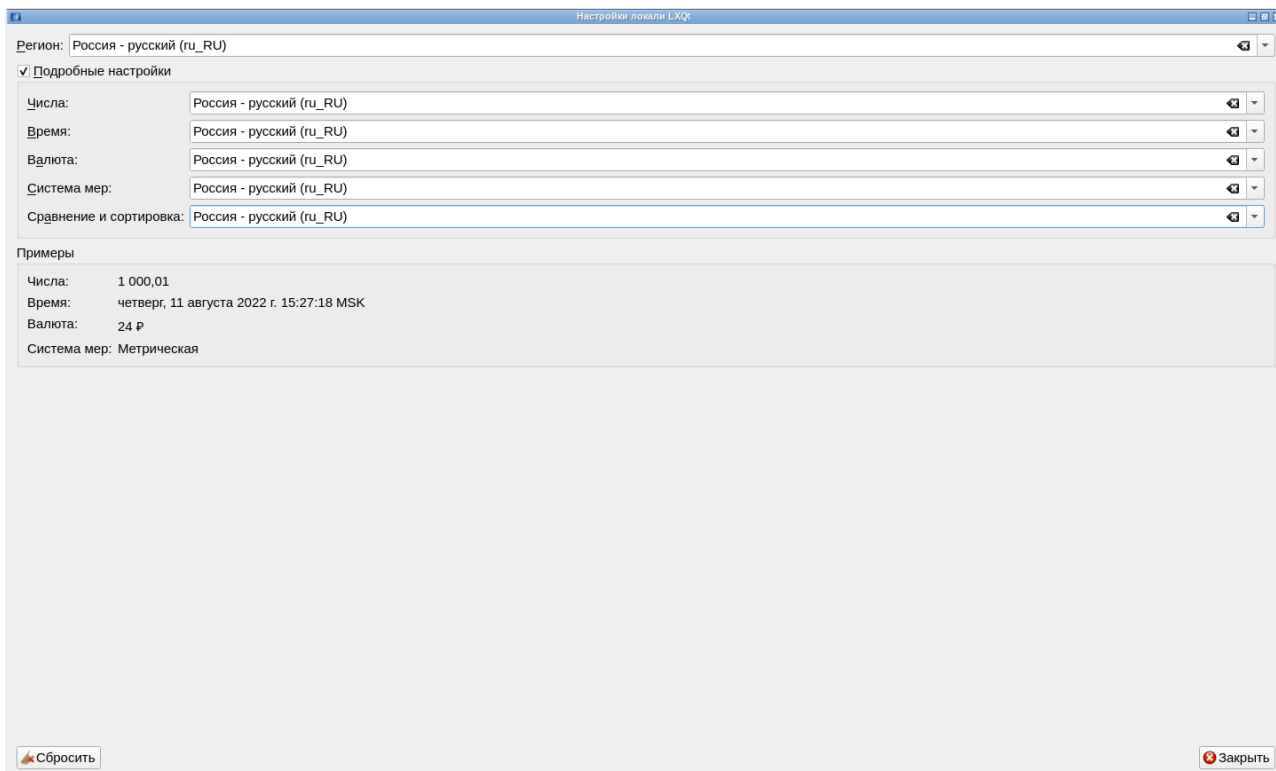 Настройки локали LXQt
Регион: Россия - русский (ru_RU)
Подробные настройки
Числа: Россия - русский (ru_RU)
Время: Россия - русский (ru_RU)
Валюта: Россия - русский (ru_RU)
Система мер: Россия - русский (ru_RU)
Сравнение и сортировка: Россия - русский (ru_RU)
Примеры
Числа: 1 000,01
Время: четверг, 11 августа 2022 г. 15:27:18 MSK
Валюта: 24 ₽
Система мер: Метрическая
Сбросить Закрыть